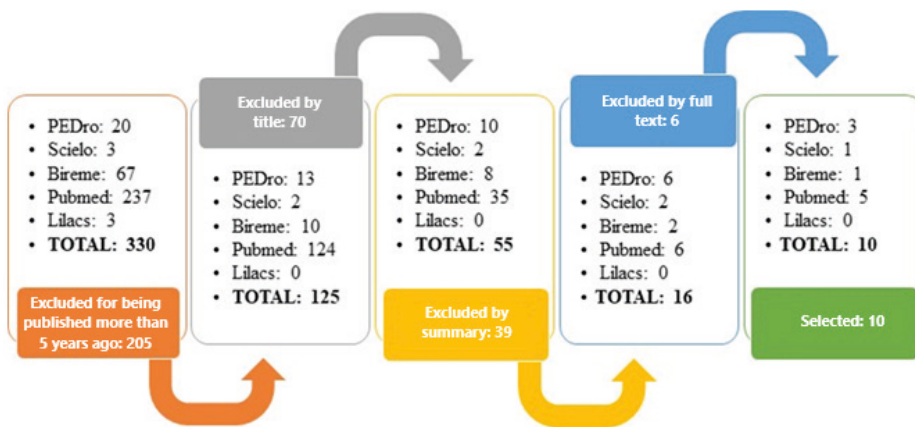 • PEDro: 20
• Scielo: 3
• Bireme: 67
• Pubmed: 237
• Lilacs: 3
• TOTAL: 330
Excluded for being
published more than
5 years ago: 205
Excluded by
title: 70
• PEDro: 13
• Scielo: 2
• Bireme: 10
• Pubmed: 124
• Lilacs: 0
• TOTAL: 125
• PEDro: 10
• Scielo: 2
• Bireme: 8
• Pubmed: 35
• Lilacs: 0
• TOTAL: 55
Excluded by
summary: 39
Excluded by full
text: 6
• PEDro: 6
• Scielo: 2
• Bireme: 2
• Pubmed: 6
• Lilacs: 0
• TOTAL: 16
• PEDro: 3
• Scielo: 1
• Bireme: 1
• Pubmed: 5
• Lilacs: 0
• TOTAL: 10
Selected: 10